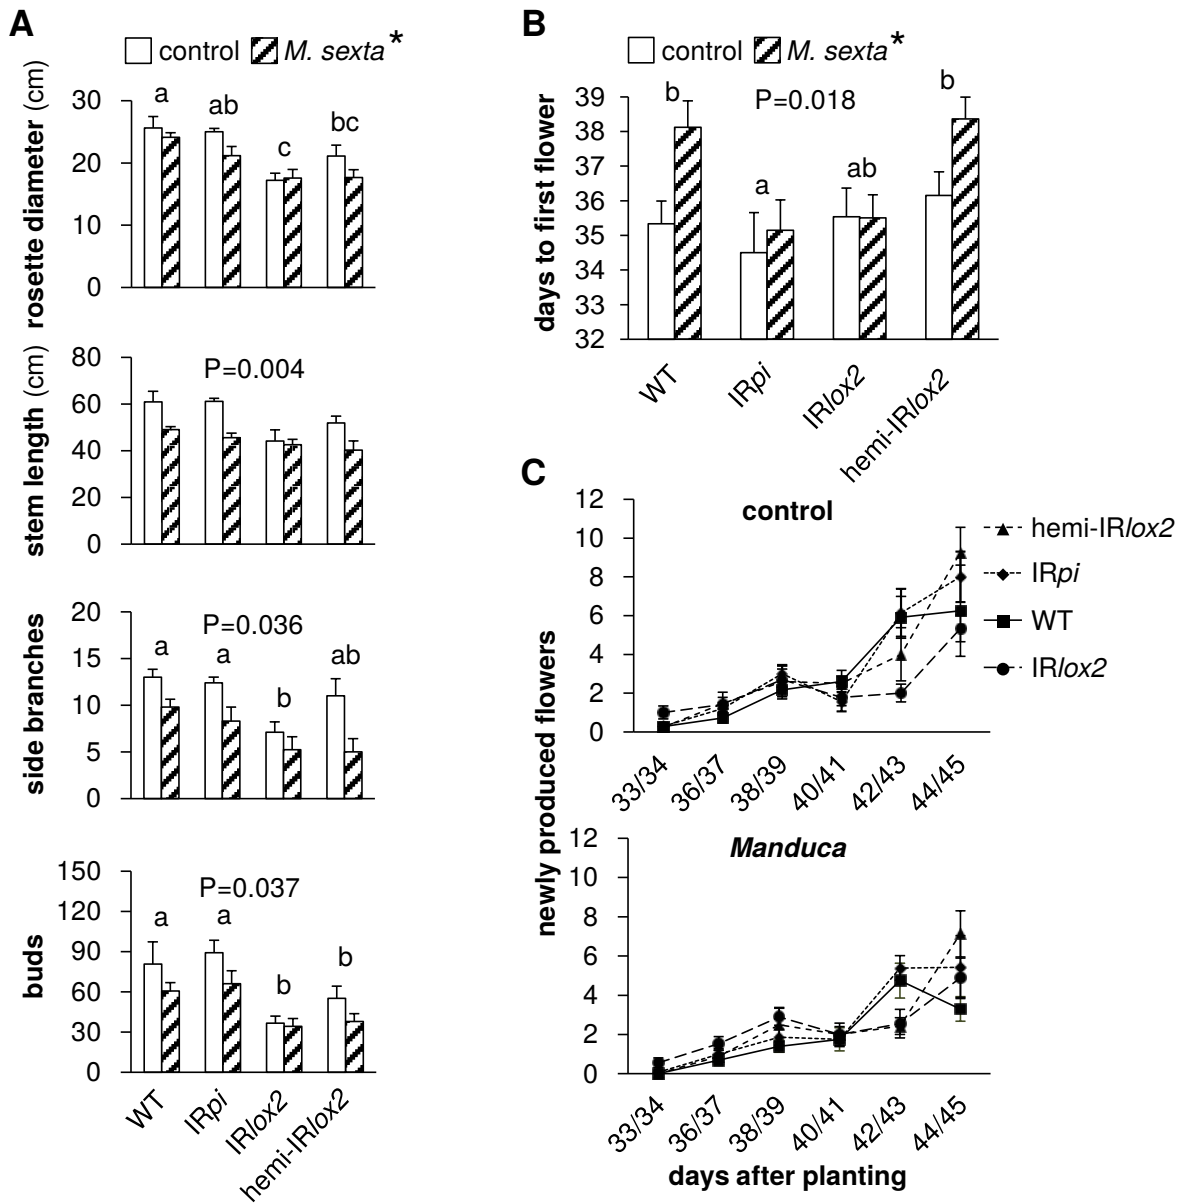 A
control M. sexta*
rosette diameter (cm)
30
20
10
0
a
ab
c
bc
stem length (cm)
80
60
40
20
0
P=0.004
side branches
20
15
10
5
0
P=0.036
a
a
b
ab
buds
150
120
90
60
30
0
P=0.037
a
a
b
b
WT
IRpi
IRlox2
hemi-IRlox2
B
control M. sexta*
days to first flower
39
38
37
36
35
34
33
32
P=0.018
b
a
ab
b
WT
IRpi
IRlox2
hemi-IRlox2
C
newly produced flowers
control
12
10
8
6
4
2
0
33/34
36/37
38/39
40/41
42/43
44/45
hemi-IRlox2
IRpi
WT
IRlox2
Manduca
12
10
8
6
4
2
0
33/34
36/37
38/39
40/41
42/43
44/45
days after planting